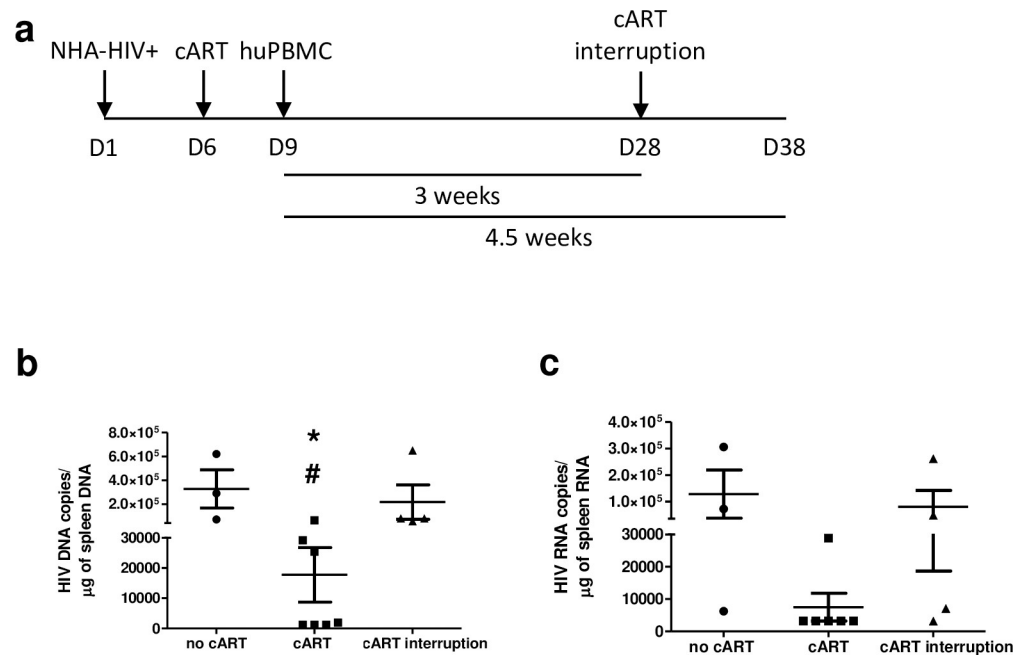 a
NHA-HIV+ cART huPBMC
cART
interruption
D1 D6 D9 D28 D38
3 weeks
4.5 weeks
b
HIV DNA copies/
µg of spleen DNA
8.0×10⁵
6.0×10⁵
4.0×10⁵
2.0×10⁵
30000
20000
10000
0
*
#
no cART cART cART interruption
c
HIV RNA copies/
µg of spleen RNA
4.0×10⁵
3.0×10⁵
2.0×10⁵
1.0×10⁵
30000
20000
10000
0
no cART cART cART interruption